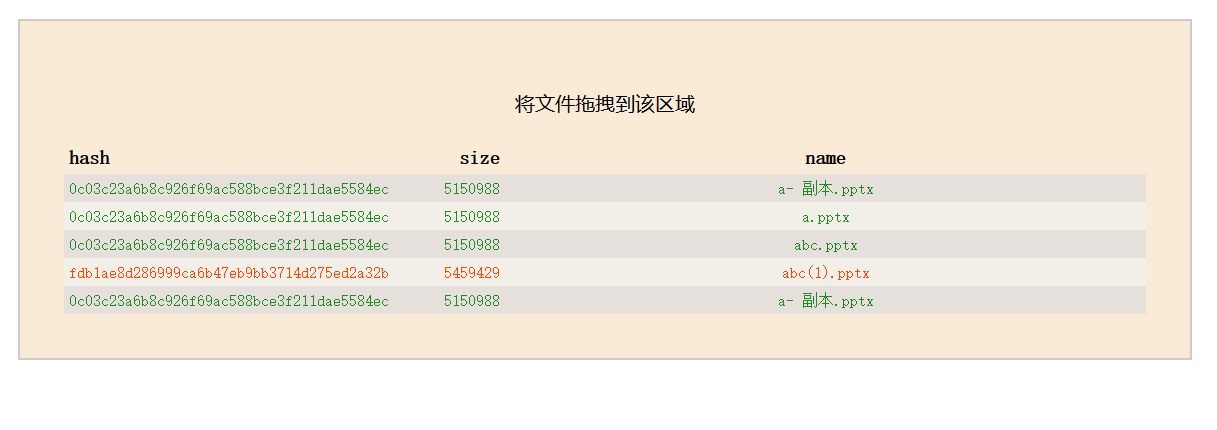 将文件拖拽到该区域
hash size name
0c03c23a6b8c926f69ac588bce3f211dae5584ec 5150988 a- 副本.pptx
0c03c23a6b8c926f69ac588bce3f211dae5584ec 5150988 a.pptx
0c03c23a6b8c926f69ac588bce3f211dae5584ec 5150988 abc.pptx
fdb1ae8d286999ca6b47eb9bb3714d275ed2a32b 5459429 abc(1).pptx
0c03c23a6b8c926f69ac588bce3f211dae5584ec 5150988 a- 副本.pptx